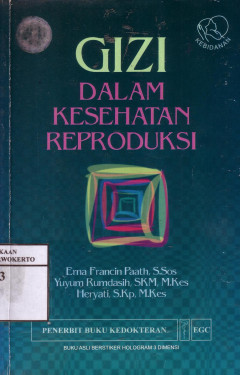 KEBIDANAN
GIZI
DALAM
KESEHATAN
REPRODUKSI
KAAN
WOKERTO
3
Erna Francin Paath, S.Sos
Yuyum Rumdasih, SKM, M.Kes
Heryati, S.Kp, M.Kes
PENERBIT BUKU KEDOKTERAN
EGC
BUKU ASLI BERSTIKER HOLOGRAM 3 DIMENSI